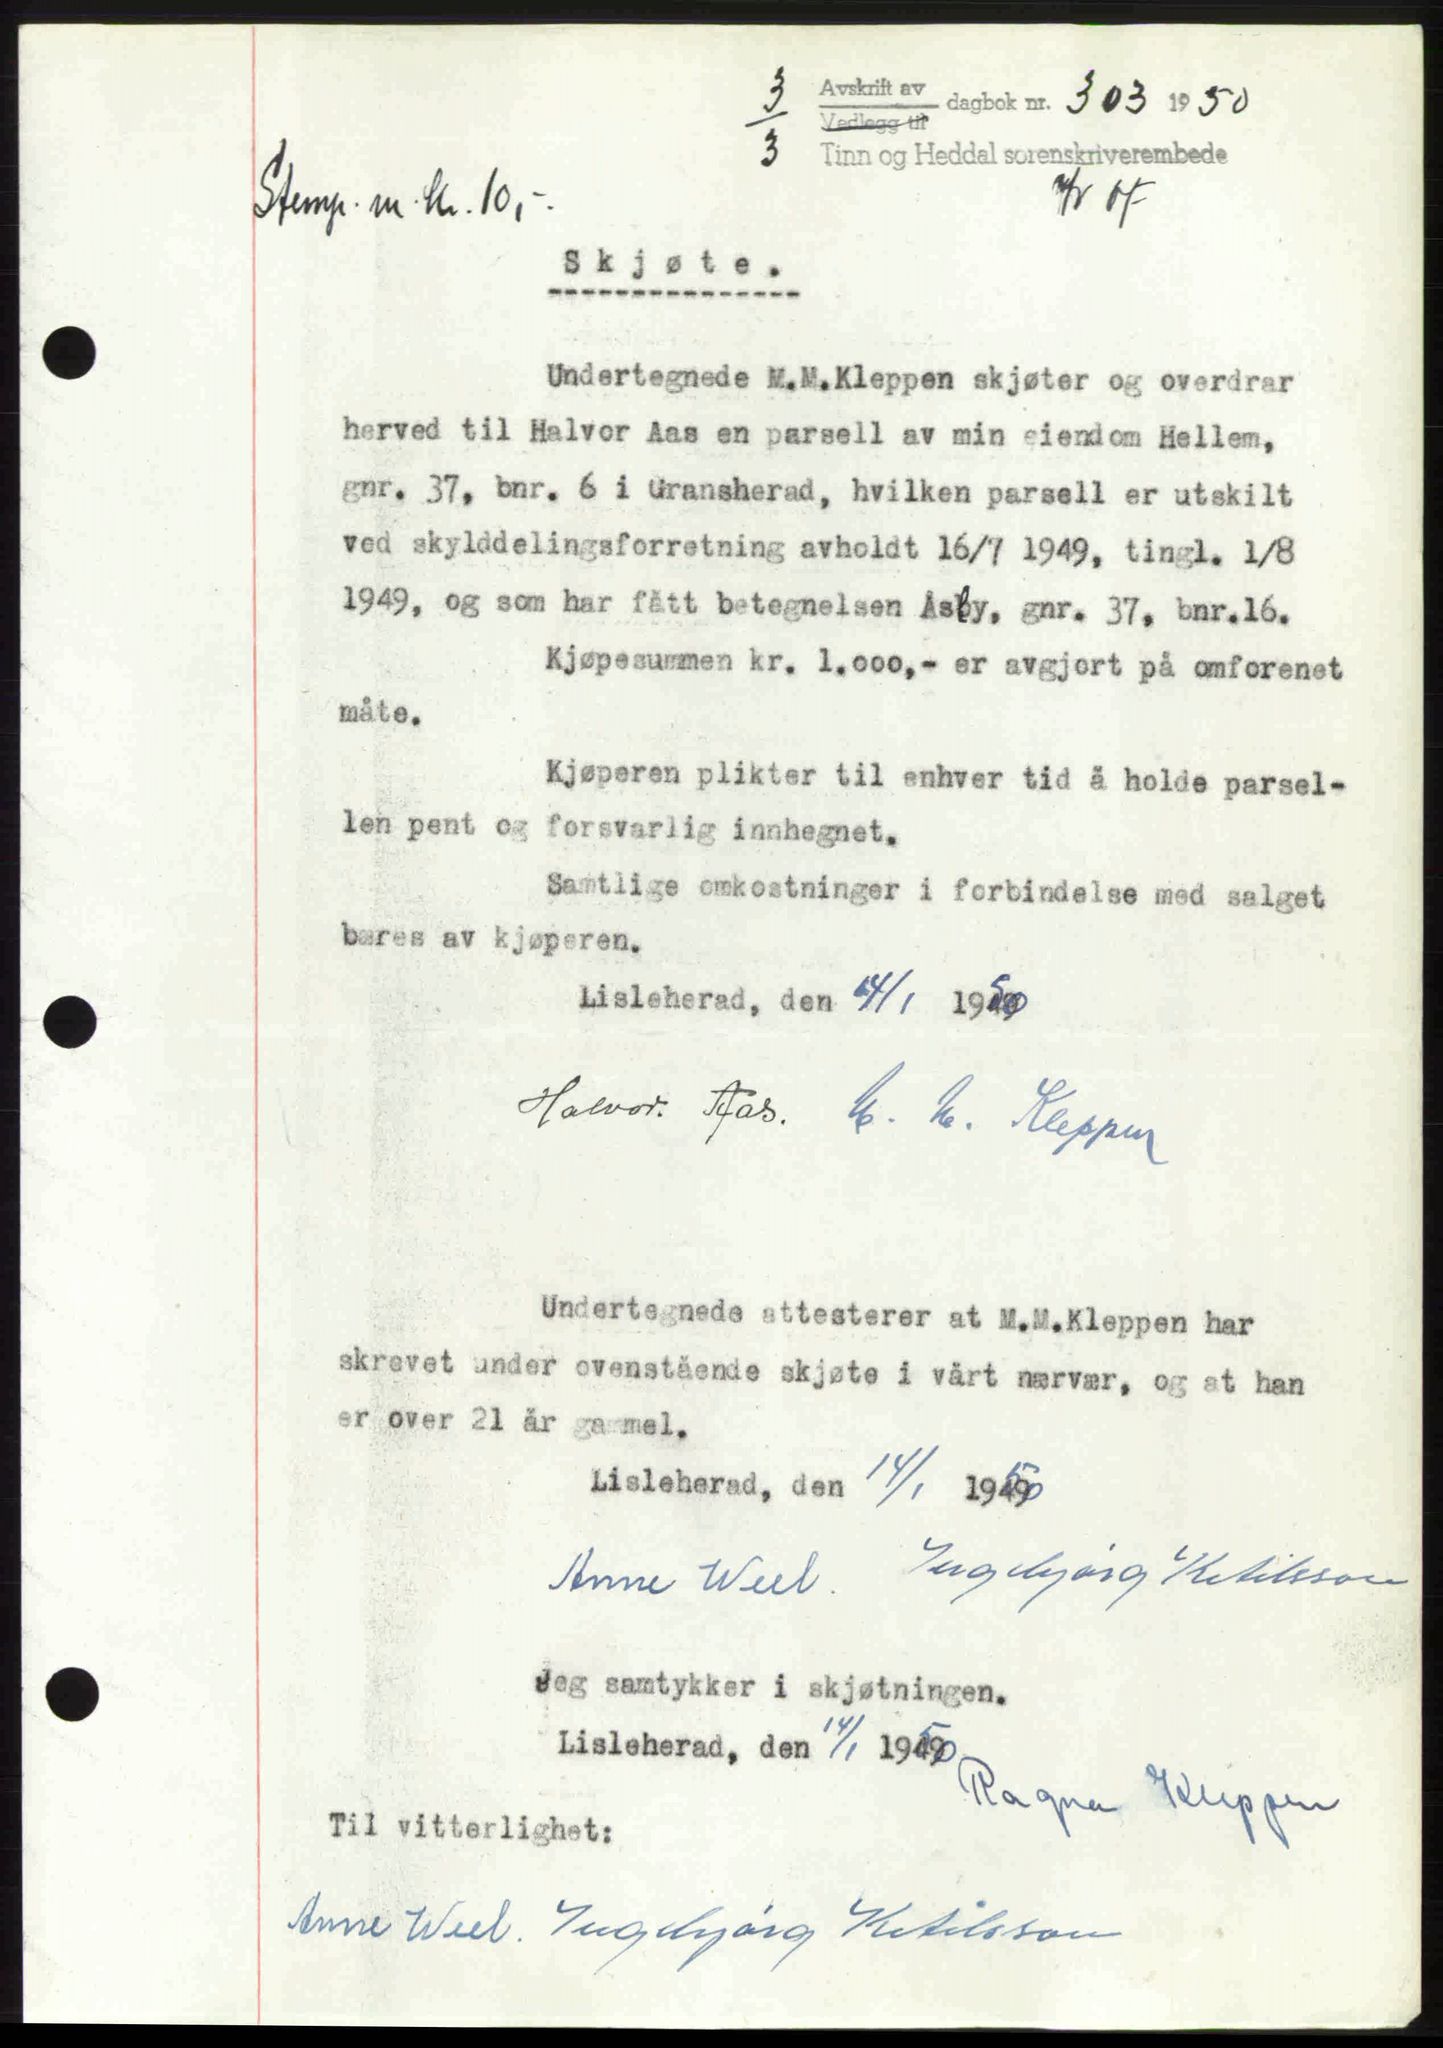 3/3 Avskrift av dagbok nr. 303 1950
Vedlegg til
Tinn og Heddal sorenskriverembede
Stemp. m. kr. 10,-.
Skjøte.
Undertegnede M.M.Kleppen skjøter og overdrar
herved til Halvor Aas en parsell av min eiendom Hellem,
gnr. 37, bnr. 6 i Gransherad, hvilken parsell er utskilt
ved skylddelingsforretning avholdt 16/7 1949, tingl. 1/8
1949, og som har fått betegnelsen Åsly, gnr. 37, bnr.16.
Kjøpesummen kr. 1.000,- er avgjort på omforenet
måte.
Kjøperen plikter til enhver tid å holde parsel-
len pent og forsvarlig innhegnet.
Samtlige omkostninger i forbindelse med salget
bæres av kjøperen.
Lisleherad, den 14/1 1950
Halvor. Aas. M. M. Kleppen
Undertegnede attesterer at M.M.Kleppen har
skrevet under ovenstående skjøte i vårt nærvær, og at han
er over 21 år gammel.
Lisleherad, den 14/1 1950
Anne Weel. Ingebjørg Ketilsson
Jeg samtykker i skjøtningen.
Lisleherad, den 14/1 1950
Ragna Kleppen
Til vitterlighet:
Anne Weel. Ingebjørg Ketilsson